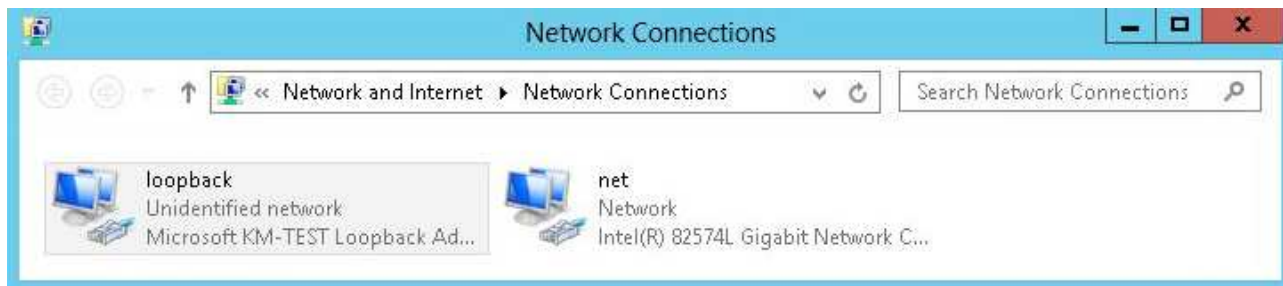 Network Connections
« Network and Internet ▸ Network Connections
Search Network Connections
loopback
Unidentified network
Microsoft KM-TEST Loopback Ad...
net
Network
Intel(R) 82574L Gigabit Network C...